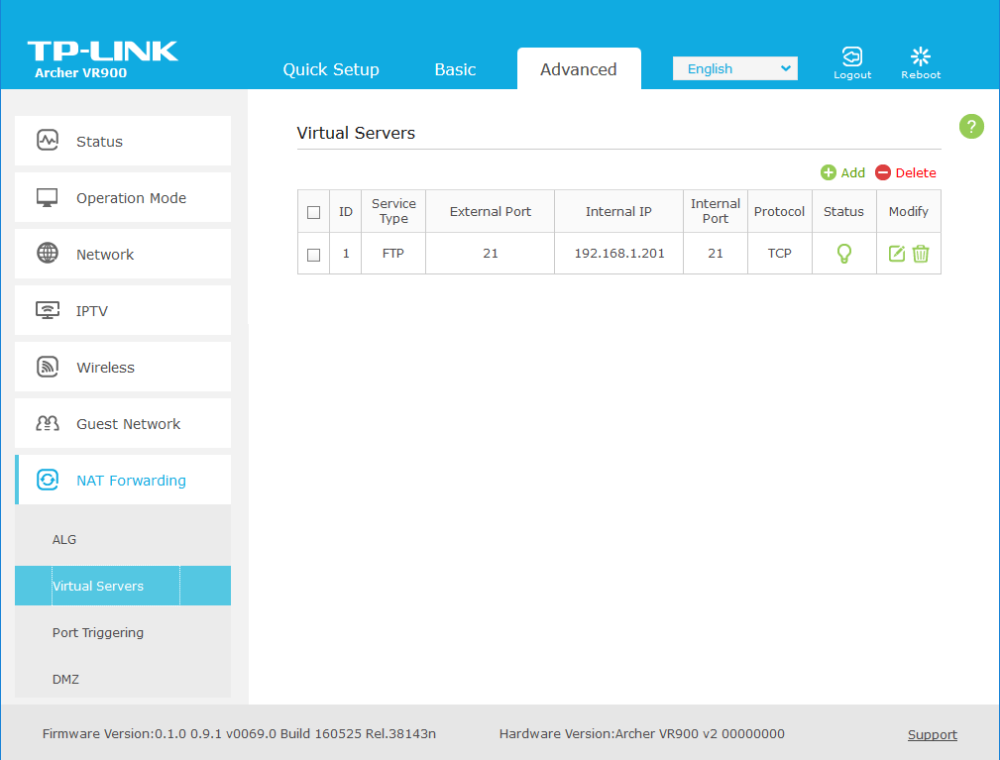 TP-LINK
Archer VR900
Quick Setup
Basic
Advanced
English
Logout
Reboot
Status
Operation Mode
Network
IPTV
Wireless
Guest Network
NAT Forwarding
ALG
Virtual Servers
Port Triggering
DMZ
Virtual Servers
?
Add
Delete
ID Service Type External Port Internal IP Internal Port Protocol Status Modify
1 FTP 21 192.168.1.201 21 TCP
Firmware Version:0.1.0 0.9.1 v0069.0 Build 160525 Rel.38143n
Hardware Version:Archer VR900 v2 00000000
Support